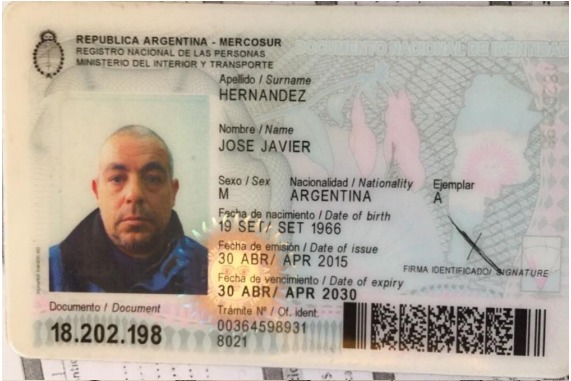 REPUBLICA ARGENTINA - MERCOSUR
REGISTRO NACIONAL DE LAS PERSONAS
MINISTERIO DEL INTERIOR Y TRANSPORTE
DOCUMENTO NACIONAL DE IDENTIDAD
Apellido / Surname
HERNANDEZ
Nombre / Name
JOSE JAVIER
Sexo / Sex Nacionalidad / Nationality Ejemplar
M ARGENTINA A
Fecha de nacimiento / Date of birth
19 SET/ SET 1966
Fecha de emisión / Date of issue
30 ABR/ APR 2015
FIRMA IDENTIFICADO/ SIGNATURE
Fecha de vencimiento / Date of expiry
30 ABR/ APR 2030
Documento / Document
18.202.198
Trámite Nº / Of. ident.
00364598931
8021